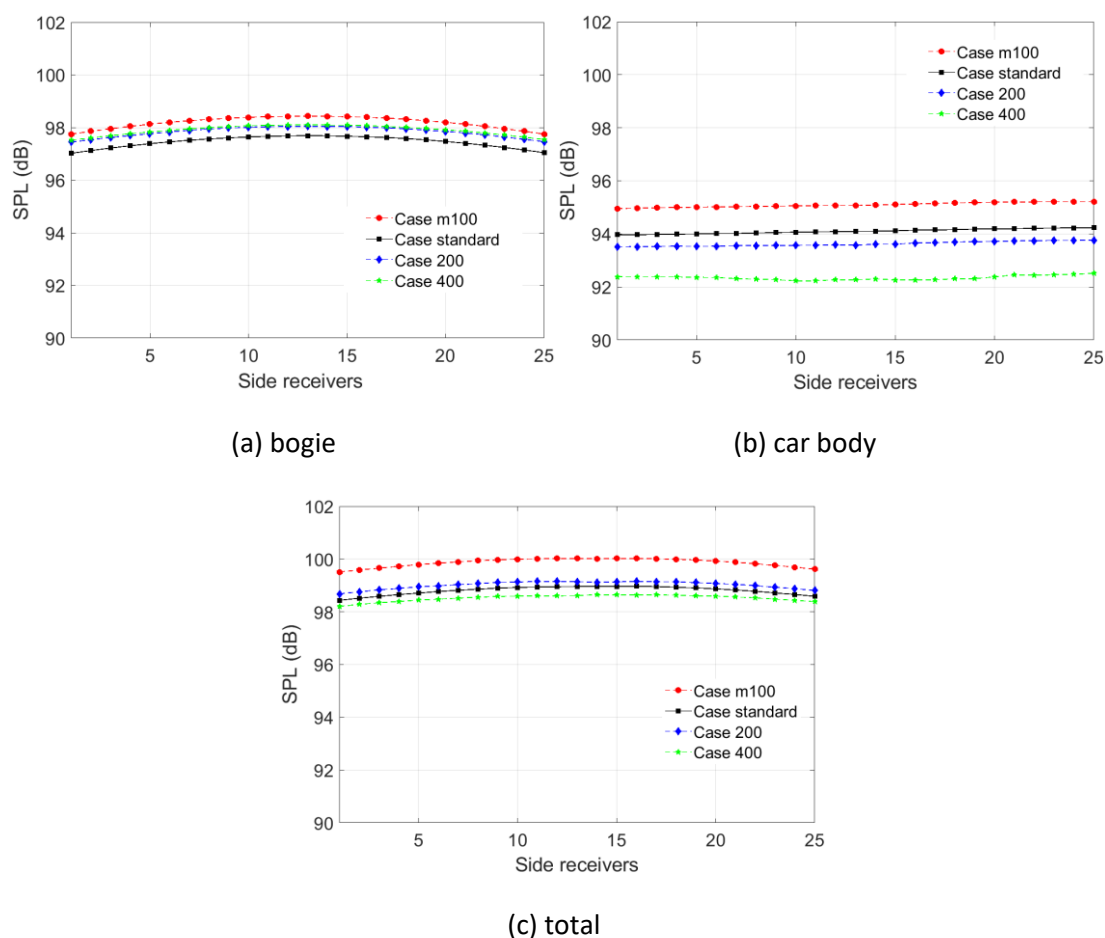 102
100
98
96
94
92
90
SPL (dB)
Case m100
Case standard
Case 200
Case 400
5
10
15
20
25
Side receivers
(a) bogie
102
100
98
96
94
92
90
SPL (dB)
Case m100
Case standard
Case 200
Case 400
5
10
15
20
25
Side receivers
(b) car body
102
100
98
96
94
92
90
SPL (dB)
Case m100
Case standard
Case 200
Case 400
5
10
15
20
25
Side receivers
(c) total